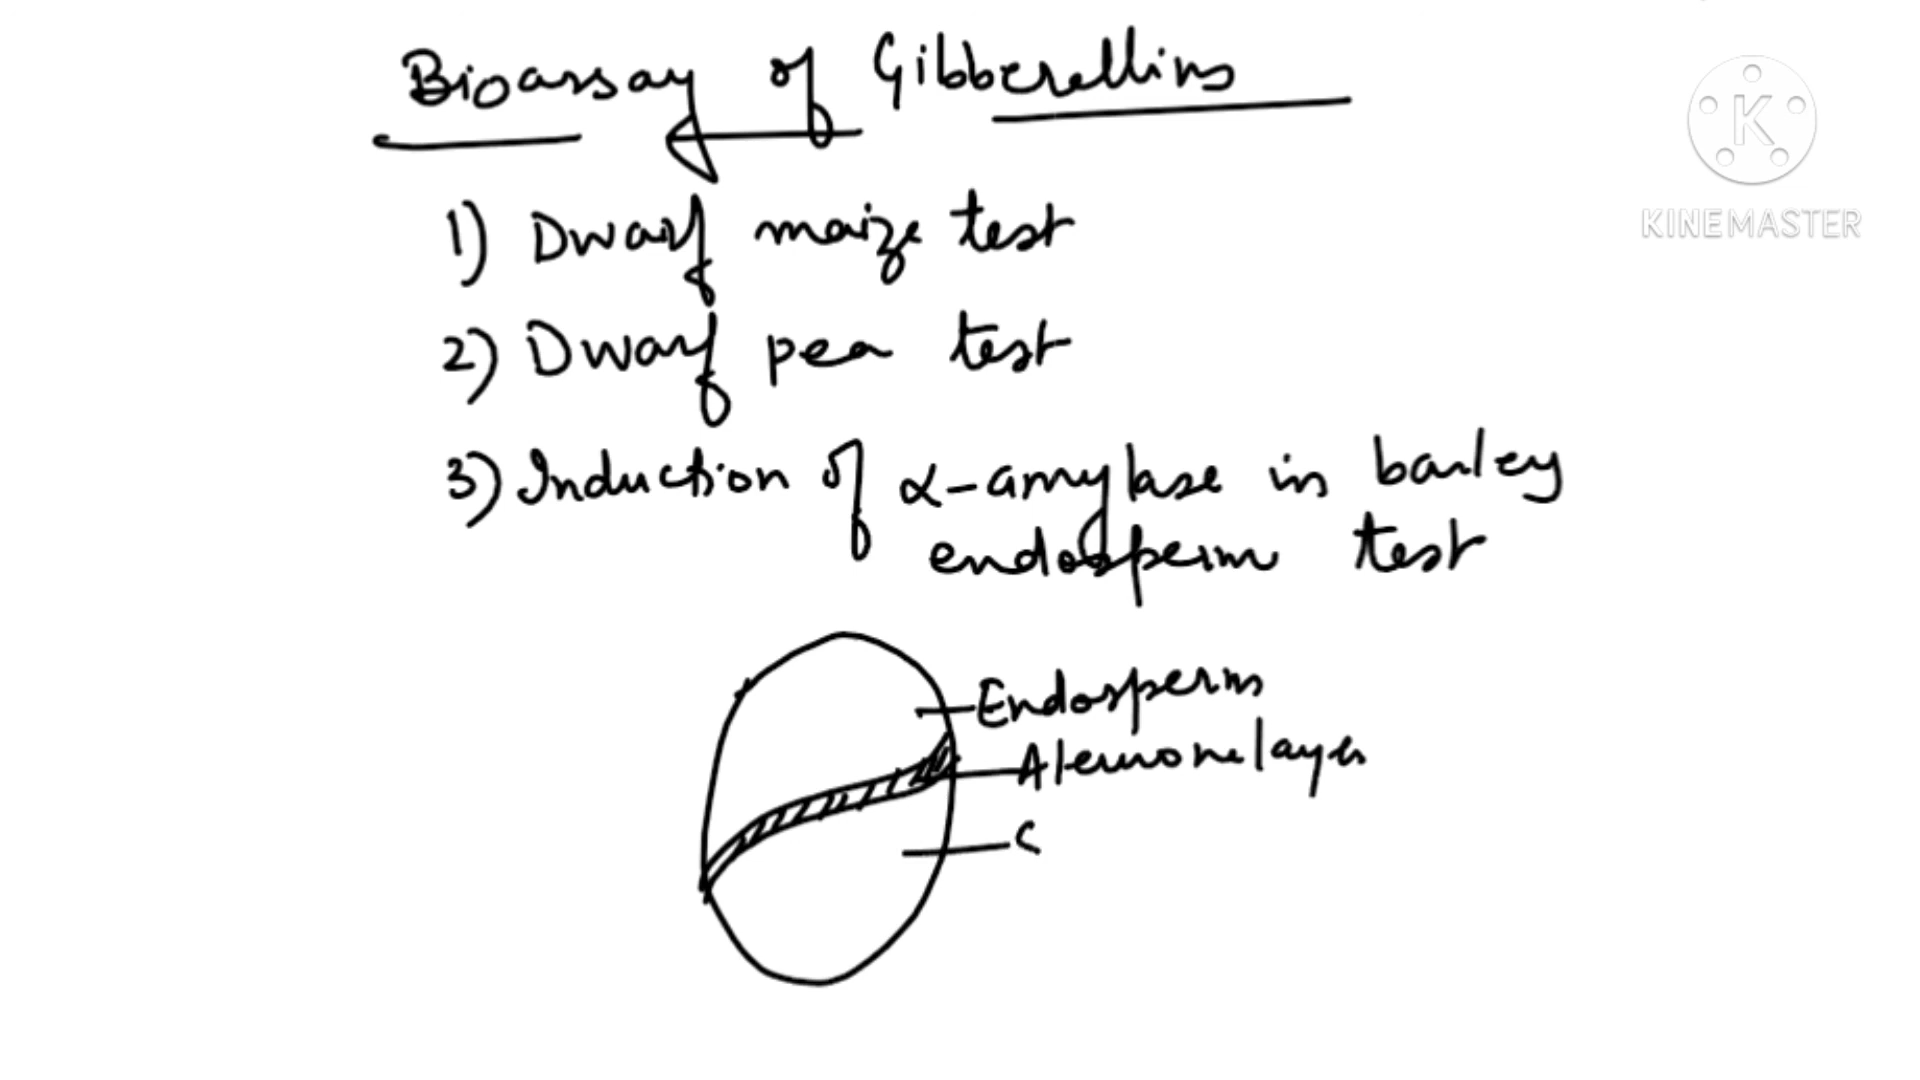 Bioassay of Gibberellins
K
KINEMASTER
1) Dwarf maize test
2) Dwarf pea test
3) Induction of α-amylase in barley
endosperm test
Endosperm
Aleurone layer
C